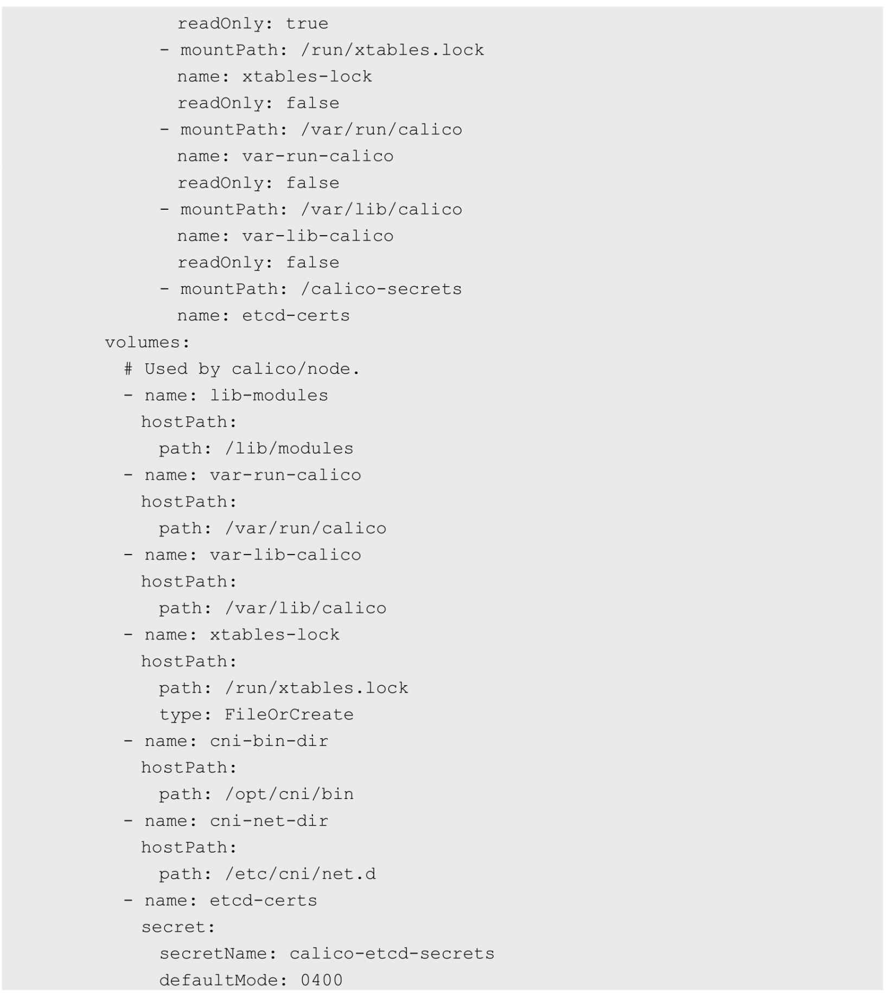 readOnly: true
- mountPath: /run/xtables.lock
name: xtables-lock
readOnly: false
- mountPath: /var/run/calico
name: var-run-calico
readOnly: false
- mountPath: /var/lib/calico
name: var-lib-calico
readOnly: false
- mountPath: /calico-secrets
name: etcd-certs
volumes:
# Used by calico/node.
- name: lib-modules
hostPath:
path: /lib/modules
- name: var-run-calico
hostPath:
path: /var/run/calico
- name: var-lib-calico
hostPath:
path: /var/lib/calico
- name: xtables-lock
hostPath:
path: /run/xtables.lock
type: FileOrCreate
- name: cni-bin-dir
hostPath:
path: /opt/cni/bin
- name: cni-net-dir
hostPath:
path: /etc/cni/net.d
- name: etcd-certs
secret:
secretName: calico-etcd-secrets
defaultMode: 0400